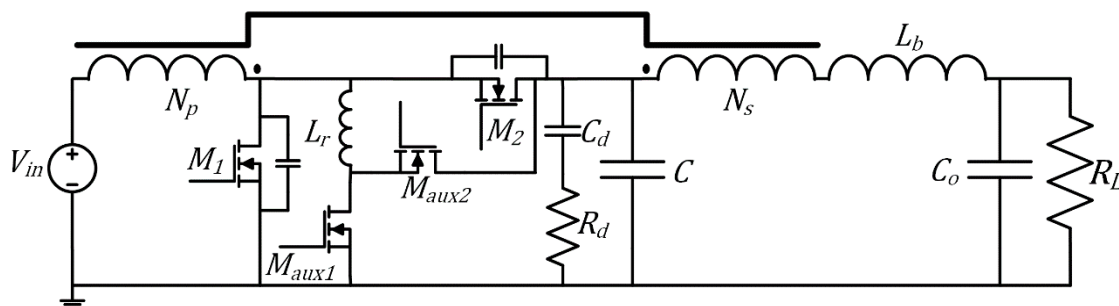 L_b
N_p
N_s
L_r
M_2
C_d
M_1
V_in
M_aux2
C
C_o
R_L
R_d
M_aux1